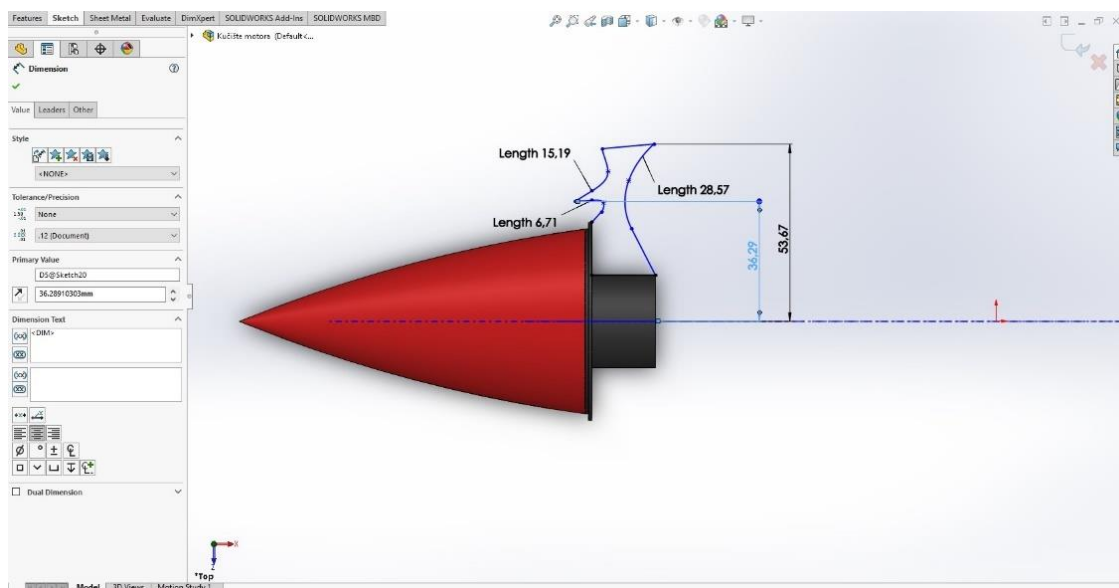 Features Sketch Sheet Metal Evaluate DimXpert SOLIDWORKS Add-Ins SOLIDWORKS MBD
Kućište motora (Default<...
Dimension
Value Leaders Other
Style
<NONE>
Tolerance/Precision
None
.12 (Document)
Primary Value
D5@Sketch20
36.28910303mm
Dimension Text
<DIM>
Dual Dimension
Length 15,19
Length 28,57
Length 6,71
36,29
53,67
X
Z
*Top
Model 3D Views Motion Study 1